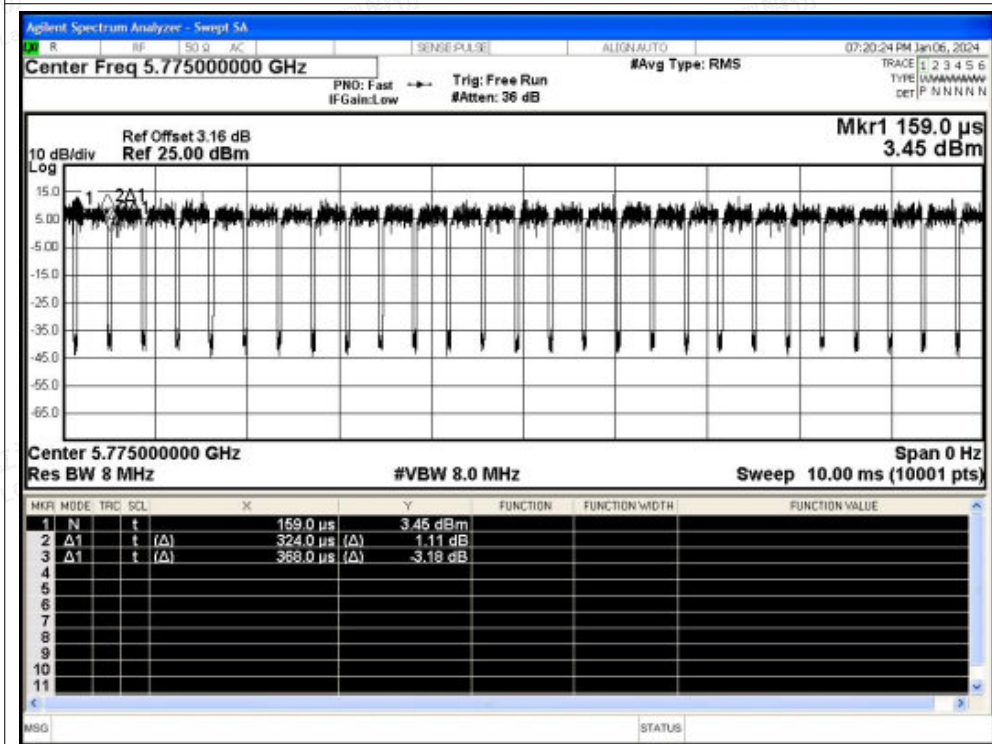 Agilent Spectrum Analyzer - Swept SA
R RF 50 Ω AC SENSE:PULSE ALIGN AUTO 07:20:24 PM Jan 06, 2024
Center Freq 5.775000000 GHz
#Avg Type: RMS
TRACE 1 2 3 4 5 6
PNO: Fast Trig: Free Run
TYPE
IFGain:Low #Atten: 36 dB
DET P N N N N N
Mkr1 159.0 µs
3.45 dBm
Ref Offset 3.16 dB
10 dB/div Ref 25.00 dBm
Log
15.0
1 2Δ1
5.00
-5.00
-15.0
-25.0
-35.0
-45.0
-55.0
-65.0
Center 5.775000000 GHz Span 0 Hz
Res BW 8 MHz #VBW 8.0 MHz Sweep 10.00 ms (10001 pts)
MKR MODE TRC SCL X Y FUNCTION FUNCTION WIDTH FUNCTION VALUE
1 N t 159.0 µs 3.45 dBm
2 Δ1 t (Δ) 324.0 µs (Δ) 1.11 dB
3 Δ1 t (Δ) 368.0 µs (Δ) -3.18 dB
4
5
6
7
8
9
10
11
MSG STATUS